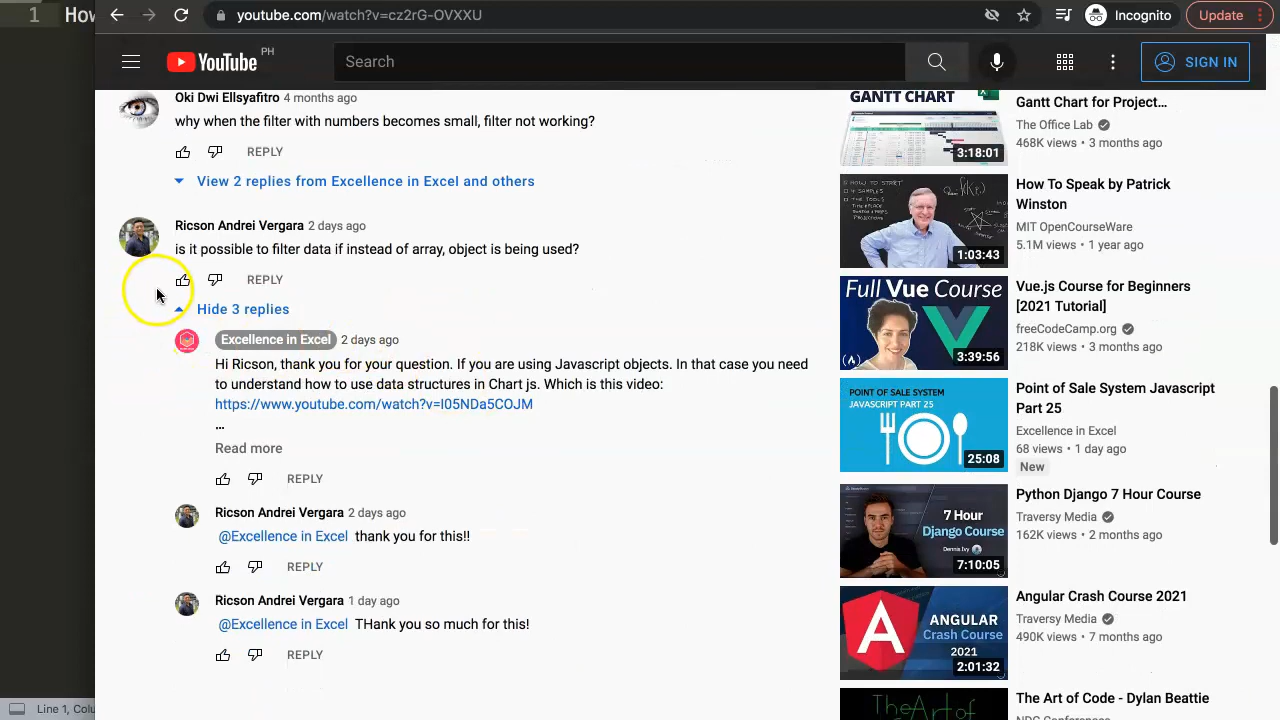 1 How
youtube.com/watch?v=cz2rG-OVXXU
Incognito
Update
YouTube PH
Search
SIGN IN
Oki Dwi Ellsyafitro 4 months ago
why when the filter with numbers becomes small, filter not working?
REPLY
View 2 replies from Excellence in Excel and others
Ricson Andrei Vergara 2 days ago
is it possible to filter data if instead of array, object is being used?
REPLY
Hide 3 replies
Excellence in Excel 2 days ago
Hi Ricson, thank you for your question. If you are using Javascript objects. In that case you need
to understand how to use data structures in Chart js. Which is this video:
https://www.youtube.com/watch?v=I05NDa5COJM
...
Read more
REPLY
Ricson Andrei Vergara 2 days ago
@Excellence in Excel thank you for this!!
REPLY
Ricson Andrei Vergara 1 day ago
@Excellence in Excel THank you so much for this!
REPLY
GANTT CHART
3:18:01
Gantt Chart for Project...
The Office Lab
468K views • 3 months ago
1:03:43
How To Speak by Patrick
Winston
MIT OpenCourseWare
5.1M views • 1 year ago
Full Vue Course
3:39:56
Vue.js Course for Beginners
[2021 Tutorial]
freeCodeCamp.org
218K views • 3 months ago
POINT OF SALE SYSTEM
JAVASCRIPT PART 25
25:08
Point of Sale System Javascript
Part 25
Excellence in Excel
68 views • 1 day ago
New
7 Hour
Django Course
Dennis Ivy
7:10:05
Python Django 7 Hour Course
Traversy Media
162K views • 2 months ago
A
ANGULAR
Crash Course
2021
2:01:32
Angular Crash Course 2021
Traversy Media
490K views • 7 months ago
The Art of
The Art of Code - Dylan Beattie
Line 1, Colu